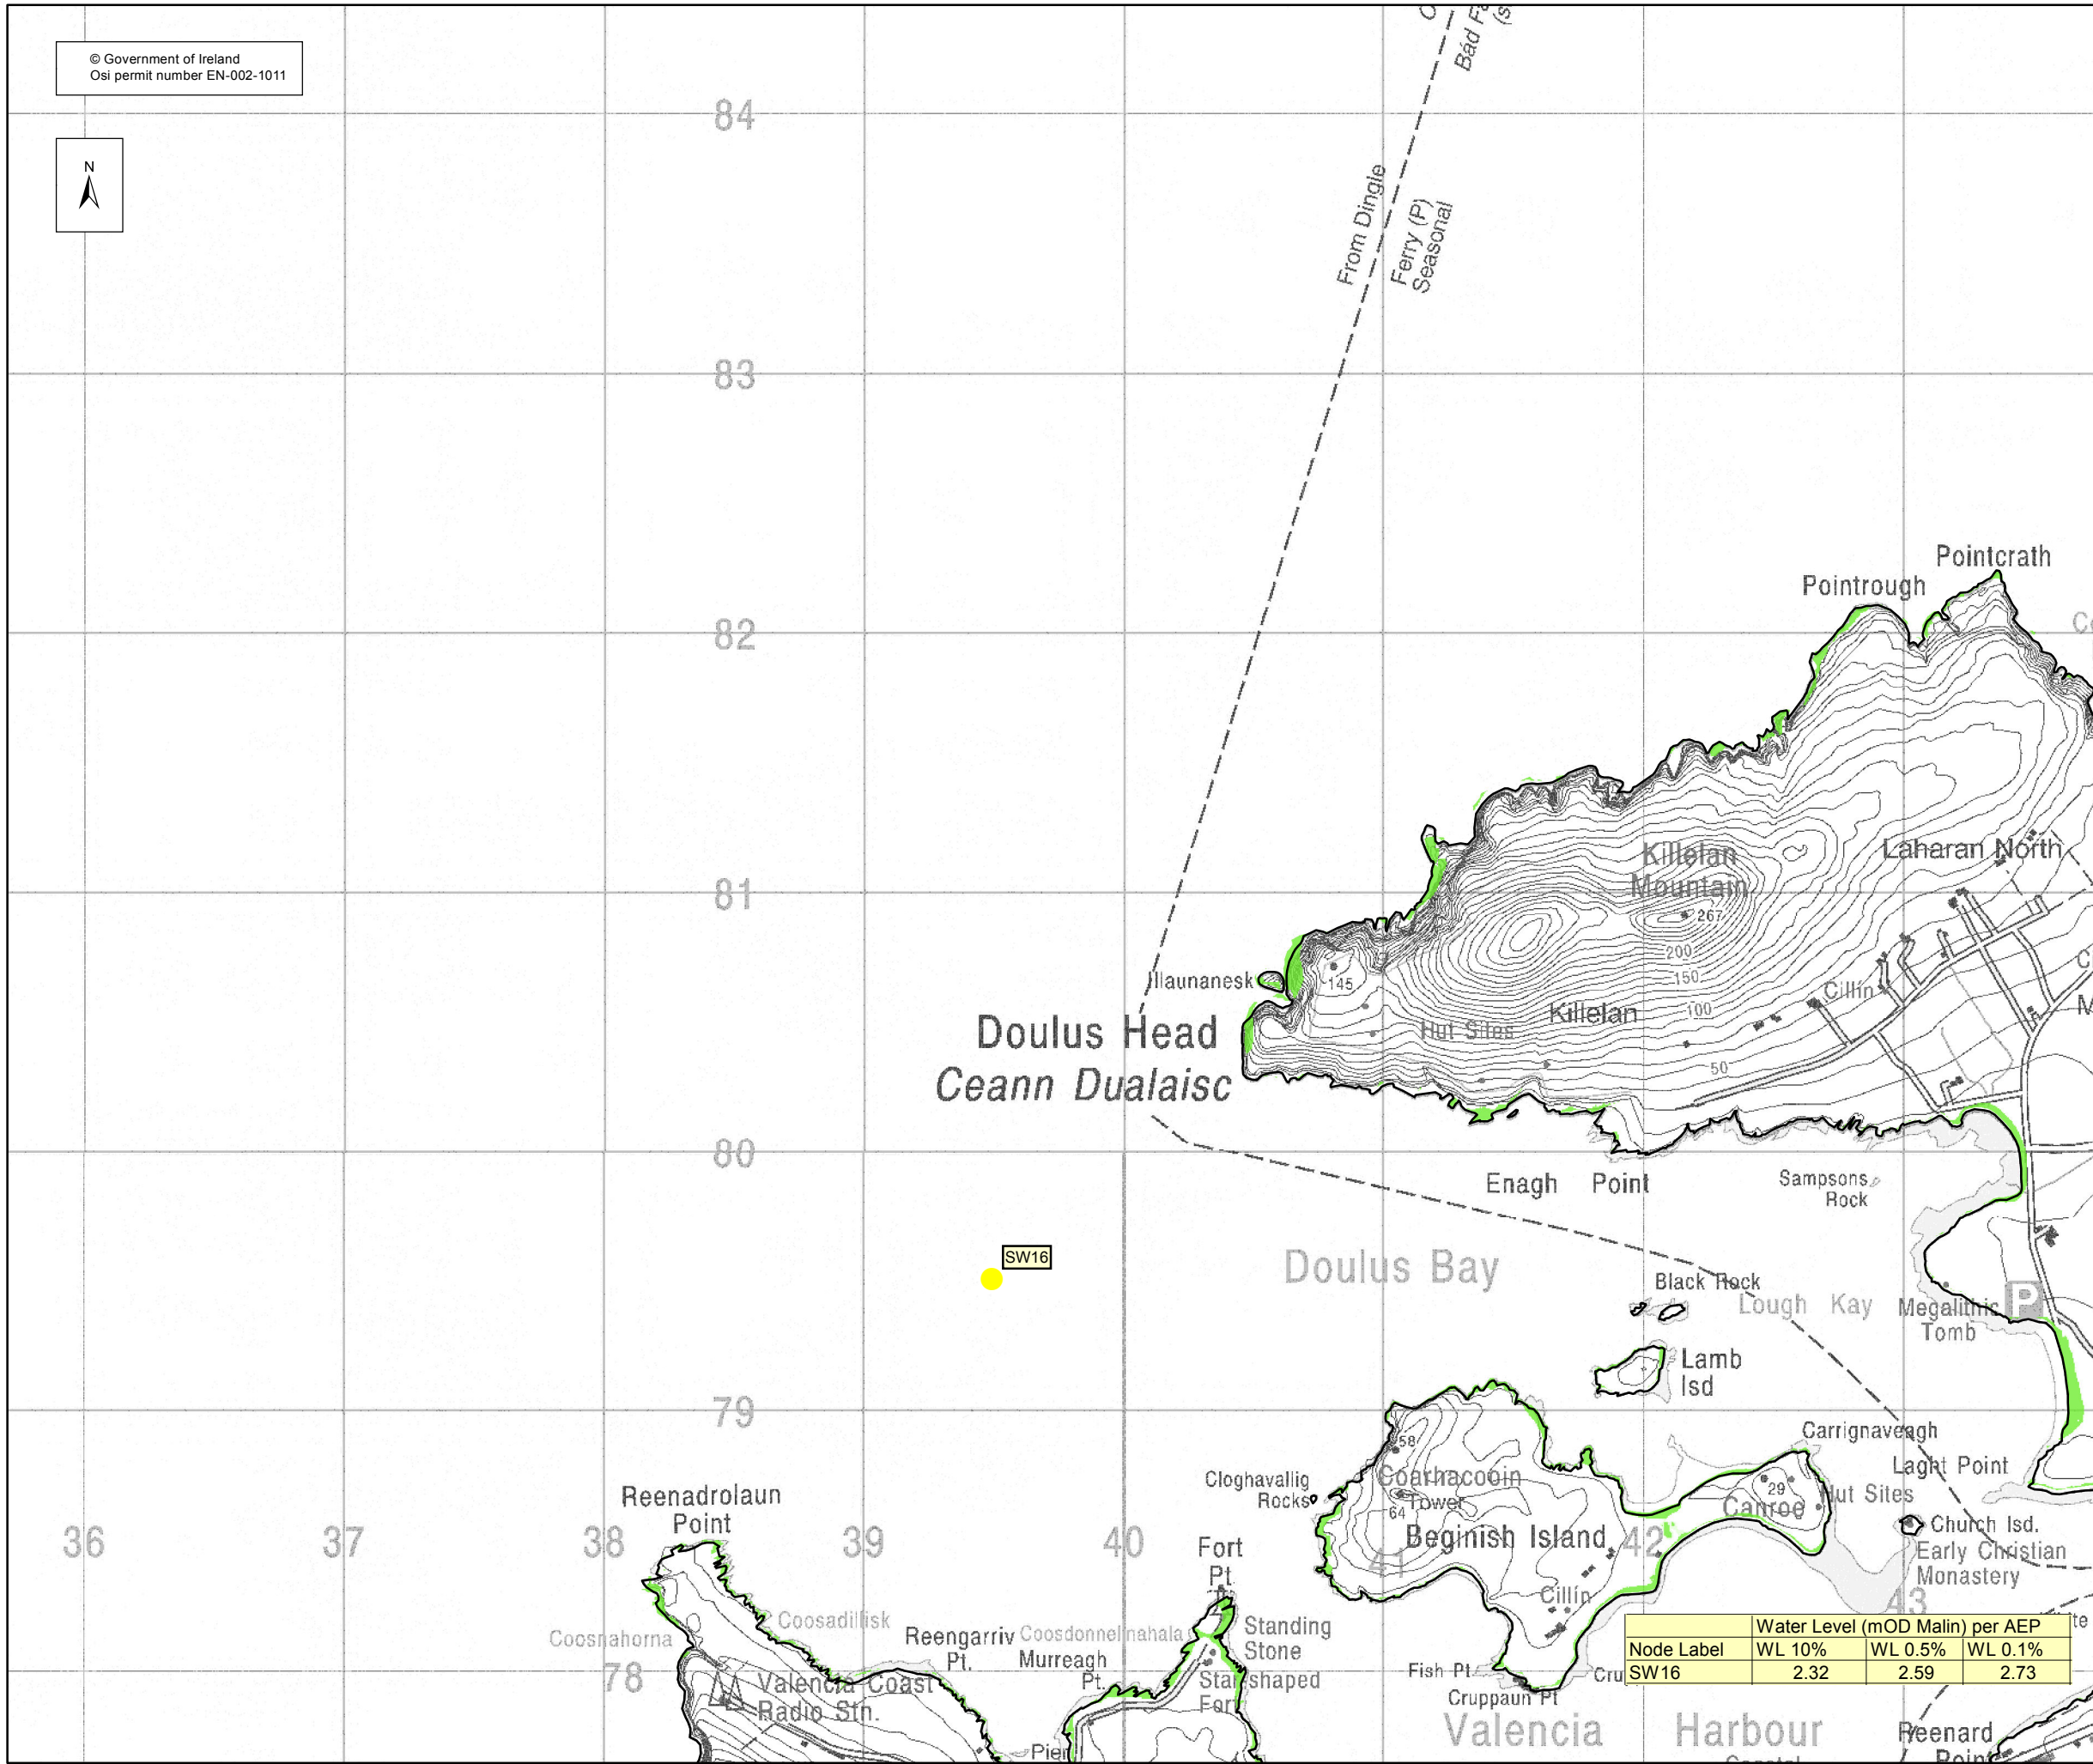 © Government of Ireland
Osi permit number EN-002-1011
N
Bád
84
From Dingle
Ferry (P)
Seasonal
83
Pointcrath
Pointrough
82
Killelan
Mountain
Laharan North
81
267
200
150
145
Illaunanesk
Cillín
Killelan
100
Doulus Head
Hut Sites
Ceann Dualaisc
50
80
Enagh Point
Sampsons
Rock
SW16
Doulus Bay
Black Rock
Lough Kay
Megalithic
Tomb
P
Lamb
Isd
79
58
Carrignaveagh
Coarhacooin
Tower
64
Cloghavallig
Rocks
Laght Point
29
Hut Sites
Canroe
Reenadrolaun
Point
36
37
38
39
40
41
42
43
Beginish Island
Church Isd.
Early Christian
Monastery
Fort
Pt
Cillín
Coosadillisk
Coosnahorna
Reengarriv
Pt.
Coosdonnellnahala
Murreagh
Pt.
Standing
Stone
Star shaped
Fort
78
Valencia Coast
Radio Stn.
Fish Pt
Cruppaun Pt
Cru
Water Level (mOD Malin) per AEP
Node Label WL 10% WL 0.5% WL 0.1%
SW16 2.32 2.59 2.73
Valencia Harbour
Reenard
Point
Pier